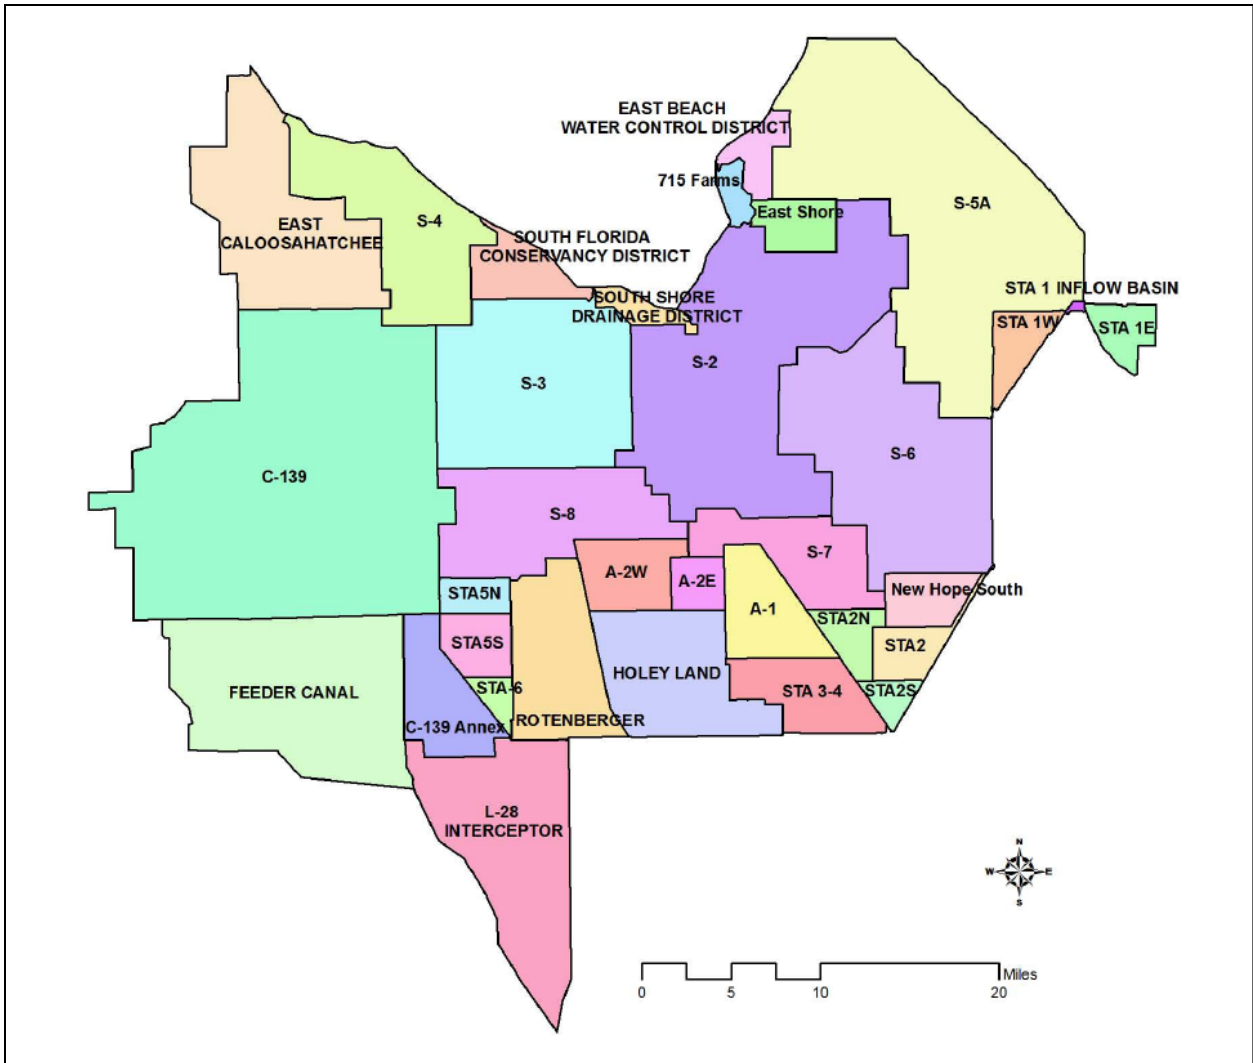 EAST BEACH
WATER CONTROL DISTRICT
715 Farms
S-5A
East Shore
EAST
CALOOSAHATCHEE
S-4
SOUTH FLORIDA
CONSERVANCY DISTRICT
STA 1 INFLOW BASIN
SOUTH SHORE
DRAINAGE DISTRICT
STA 1W
STA 1E
S-2
S-3
S-6
C-139
S-8
S-7
A-2W
A-2E
STA5N
New Hope South
A-1
STA2N
STA5S
STA2
HOLEY LAND
FEEDER CANAL
STA-6
STA 3-4
STA2S
ROTENBERGER
C-139 Annex
L-28
INTERCEPTOR
N
W
E
S
Miles
0
5
10
20